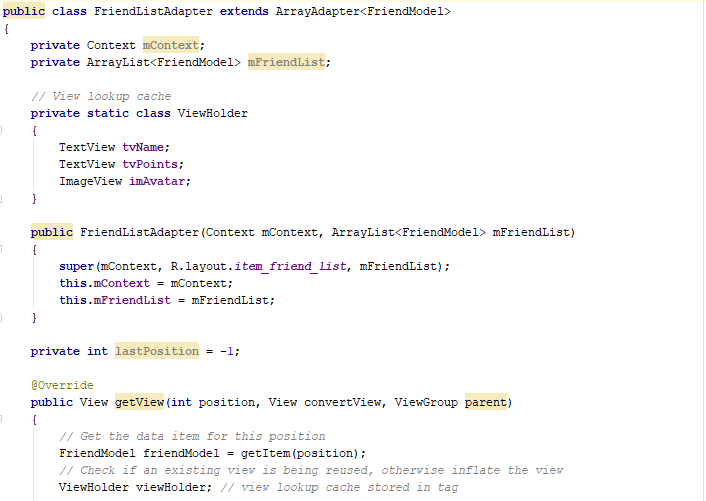 public class FriendListAdapter extends ArrayAdapter<FriendModel>
{
    private Context mContext;
    private ArrayList<FriendModel> mFriendList;

    // View lookup cache
    private static class ViewHolder
    {
        TextView tvName;
        TextView tvPoints;
        ImageView imAvatar;
    }

    public FriendListAdapter(Context mContext, ArrayList<FriendModel> mFriendList)
    {
        super(mContext, R.layout.item_friend_list, mFriendList);
        this.mContext = mContext;
        this.mFriendList = mFriendList;
    }

    private int lastPosition = -1;

    @Override
    public View getView(int position, View convertView, ViewGroup parent)
    {
        // Get the data item for this position
        FriendModel friendModel = getItem(position);
        // Check if an existing view is being reused, otherwise inflate the view
        ViewHolder viewHolder; // view lookup cache stored in tag